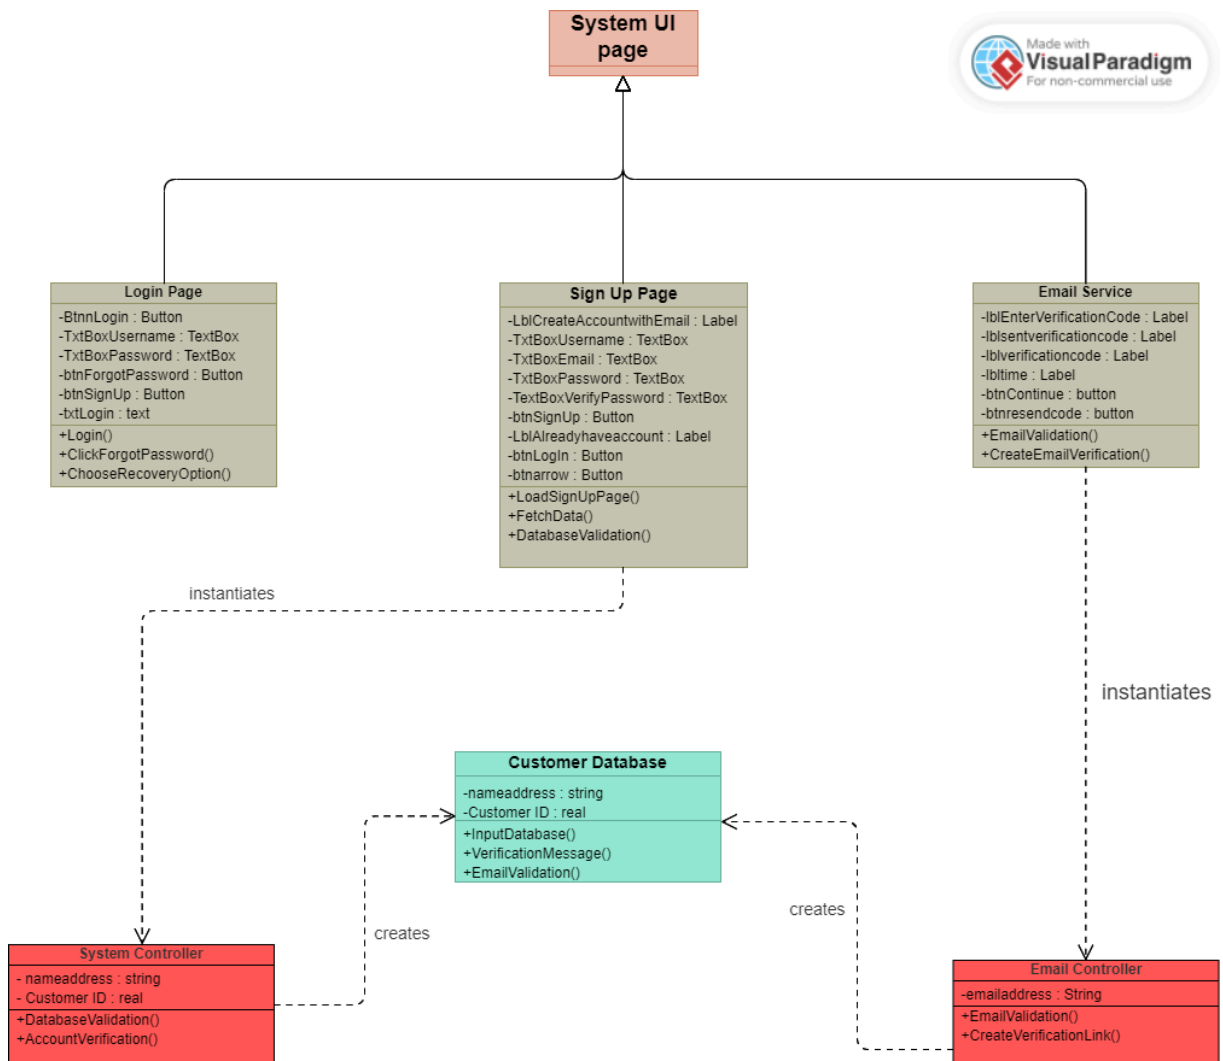 System UI
page
Made with
Visual Paradigm
For non-commercial use
Login Page
-BtnnLogin : Button
-TxtBoxUsername : TextBox
-TxtBoxPassword : TextBox
-btnForgotPassword : Button
-btnSignUp : Button
-txtLogin : text
+Login()
+ClickForgotPassword()
+ChooseRecoveryOption()
Sign Up Page
-LblCreateAccountwithEmail : Label
-TxtBoxUsername : TextBox
-TxtBoxEmail : TextBox
-TxtBoxPassword : TextBox
-TextBoxVerifyPassword : TextBox
-btnSignUp : Button
-LblAlreadyhaveaccount : Label
-btnLogIn : Button
-btnarrow : Button
+LoadSignUpPage()
+FetchData()
+DatabaseValidation()
Email Service
-lblEnterVerificationCode : Label
-lblsentverificationcode : Label
-lblverificationcode : Label
-lbltime : Label
-btnContinue : button
-btnresendcode : button
+EmailValidation()
+CreateEmailVerification()
instantiates
instantiates
Customer Database
-nameaddress : string
-Customer ID : real
+InputDatabase()
+VerificationMessage()
+EmailValidation()
creates
creates
System Controller
- nameaddress : string
- Customer ID : real
+DatabaseValidation()
+AccountVerification()
Email Controller
-emailaddress : String
+EmailValidation()
+CreateVerificationLink()